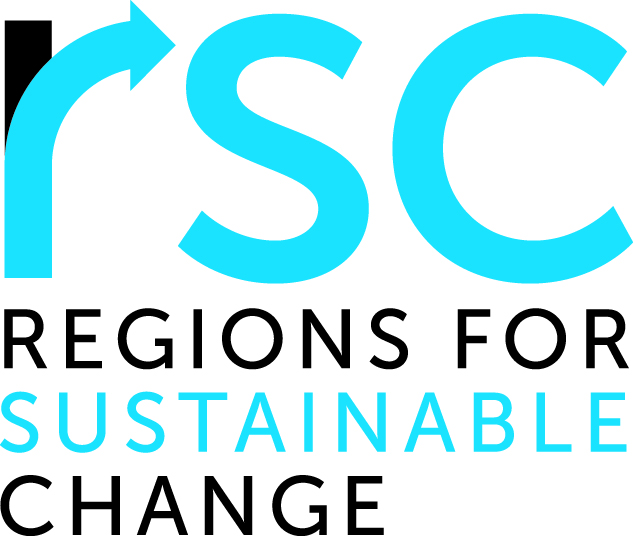 rsc
REGIONS FOR
SUSTAINABLE
CHANGE